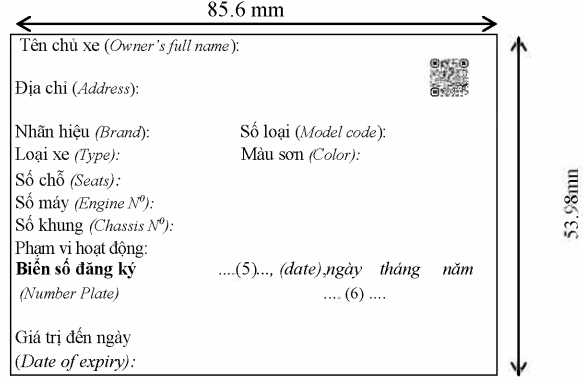 85.6 mm
Tên chủ xe (Owner's full name):
Địa chỉ (Address):
Nhãn hiệu (Brand): Số loại (Model code):
Loại xe (Type): Màu sơn (Color):
Số chỗ (Seats):
Số máy (Engine Nº):
Số khung (Chassis Nº):
Phạm vi hoạt động:
Biển số đăng ký ....(5)..., (date),ngày tháng năm
(Number Plate) .... (6) ....
Giá trị đến ngày
(Date of expiry):
53.98mm